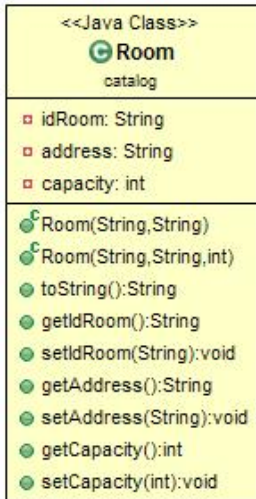 <<Java Class>>
C Room
catalog
idRoom: String
address: String
capacity: int
C Room(String,String)
C Room(String,String,int)
toString():String
getIdRoom():String
setIdRoom(String):void
getAddress():String
setAddress(String):void
getCapacity():int
setCapacity(int):void